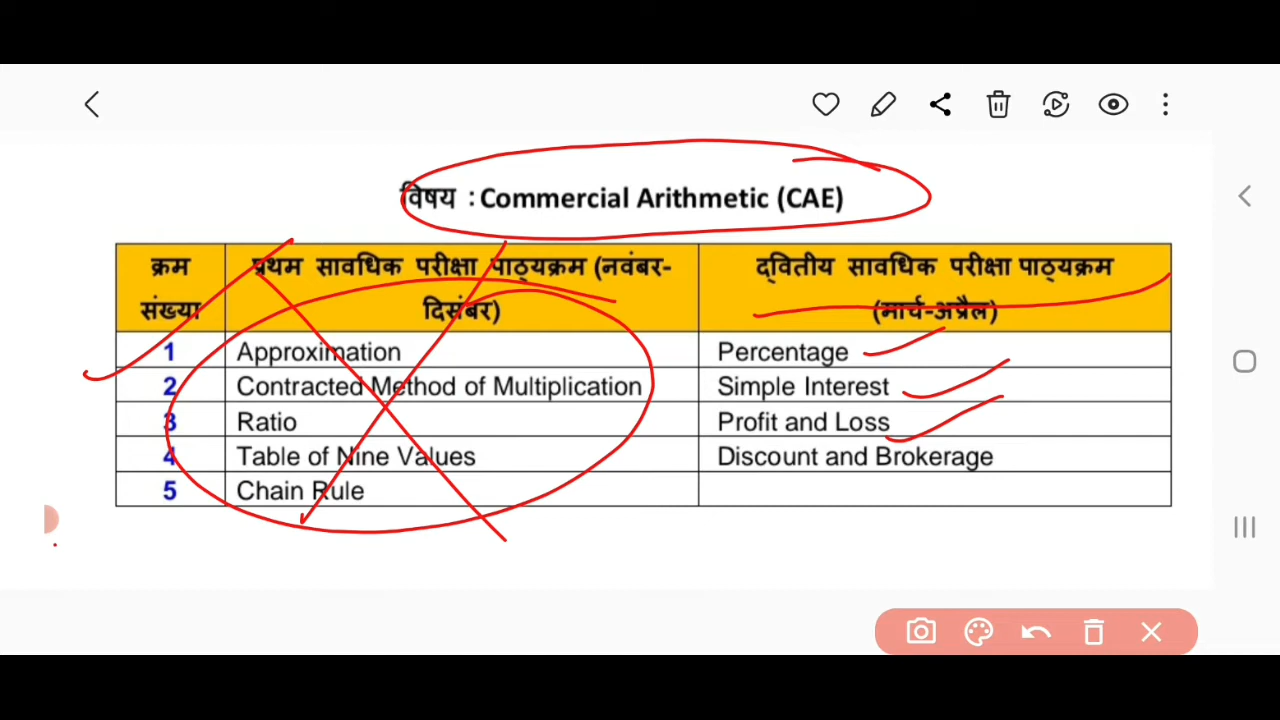 विषय : Commercial Arithmetic (CAE)
क्रम संख्या
प्रथम सावधिक परीक्षा पाठ्यक्रम (नवंबर-
दिसंबर)
द्वितीय सावधिक परीक्षा पाठ्यक्रम
(मार्च-अप्रैल)
1 Approximation Percentage
2 Contracted Method of Multiplication Simple Interest
3 Ratio Profit and Loss
4 Table of Nine Values Discount and Brokerage
5 Chain Rule